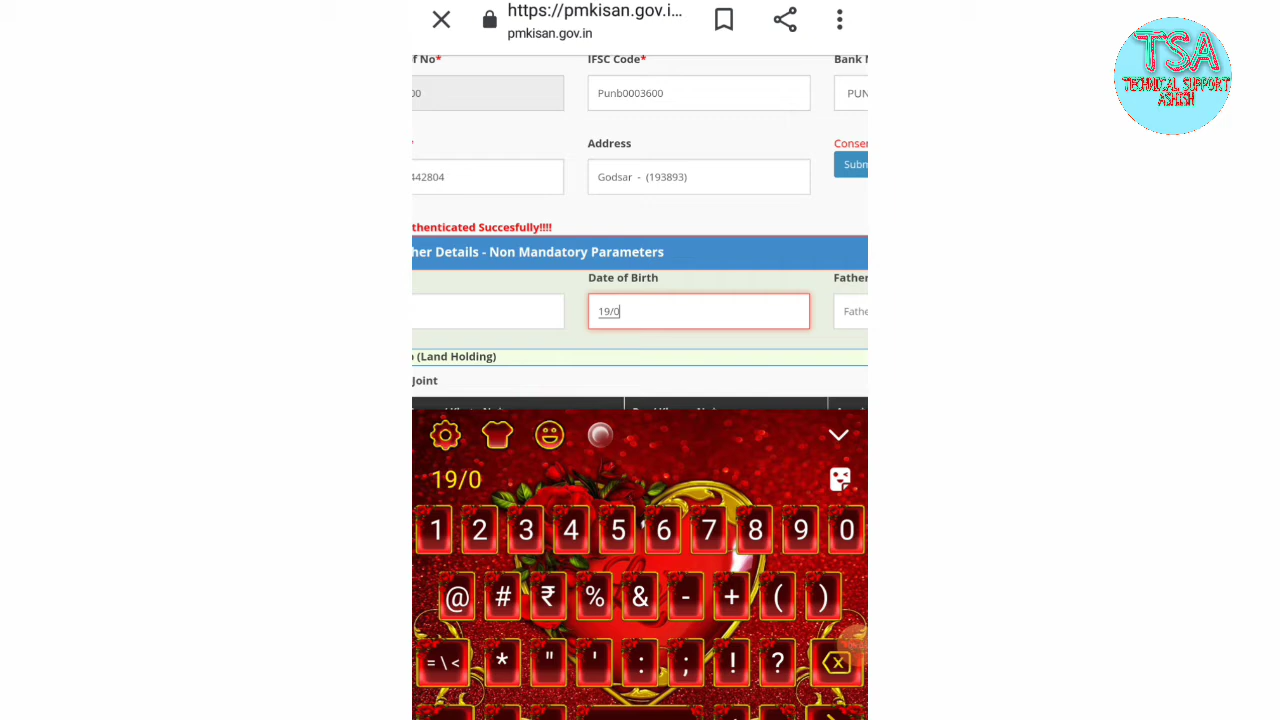 https://pmkisan.gov.i...
pmkisan.gov.in
TSA
TECHNICAL SUPPORT
ASHISH
f No* IFSC Code* Bank
00 Punb0003600 PUN
* Address Conser
442804 Godsar - (193893) Subm
thenticated Succesfully!!!!
her Details - Non Mandatory Parameters
Date of Birth Father
19/0 Fathe
(Land Holding)
Joint
19/0
1 2 3 4 5 6 7 8 9 0
@ # ₹ % & - + ( )
=\< * " ' : ; ! ?